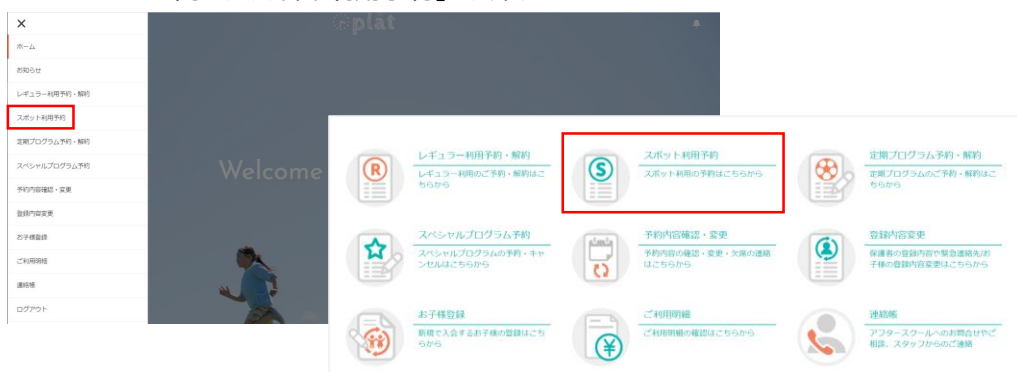 ×
ホーム
お知らせ
レギュラー利用予約・解約
スポット利用予約
定期プログラム予約・解約
スペシャルプログラム予約
予約内容確認・変更
登録内容変更
お子様登録
ご利用明細
連絡帳
ログアウト
plat
Welcome
レギュラー利用予約・解約
レギュラー利用のご予約・解約はこ
ちらから
スポット利用予約
スポット利用の予約はこちらから
定期プログラム予約・解約
定期プログラムのご予約・解約はこ
ちらから
スペシャルプログラム予約
スペシャルプログラムの予約・キャ
ンセルはこちらから
予約内容確認・変更
予約内容の確認・変更・欠席の連絡
はこちらから
登録内容変更
保護者の登録内容や緊急連絡先/お
子様の登録内容変更はこちらから
お子様登録
新規で入会するお子様の登録はこち
らから
ご利用明細
ご利用明細の確認はこちらから
連絡帳
アフタースクールへのお問合せやご
相談、スタッフからのご連絡